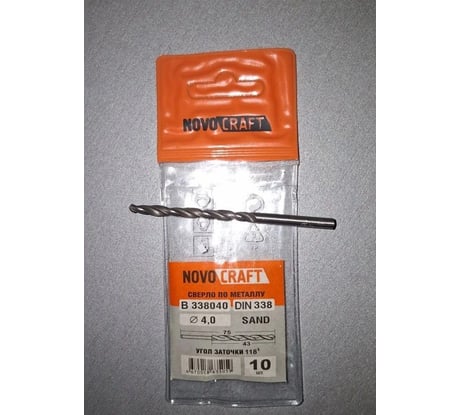 NOVO CRAFT
NOVO CRAFT
СВЕРЛО ПО МЕТАЛЛУ
B 338040 DIN 338
Ø 4,0 SAND
75
43
УГОЛ ЗАТОЧКИ 118°
10
шт